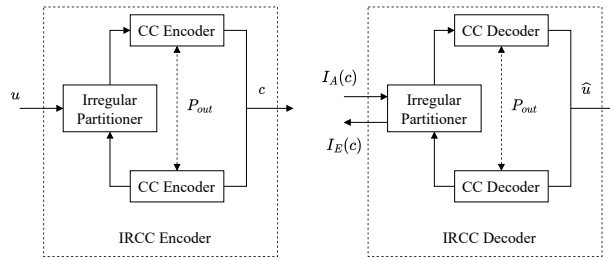 CC Encoder
u
Irregular
Partitioner
P_out
c
CC Encoder
IRCC Encoder
CC Decoder
I_A(c)
Irregular
Partitioner
P_out
û
I_E(c)
CC Decoder
IRCC Decoder